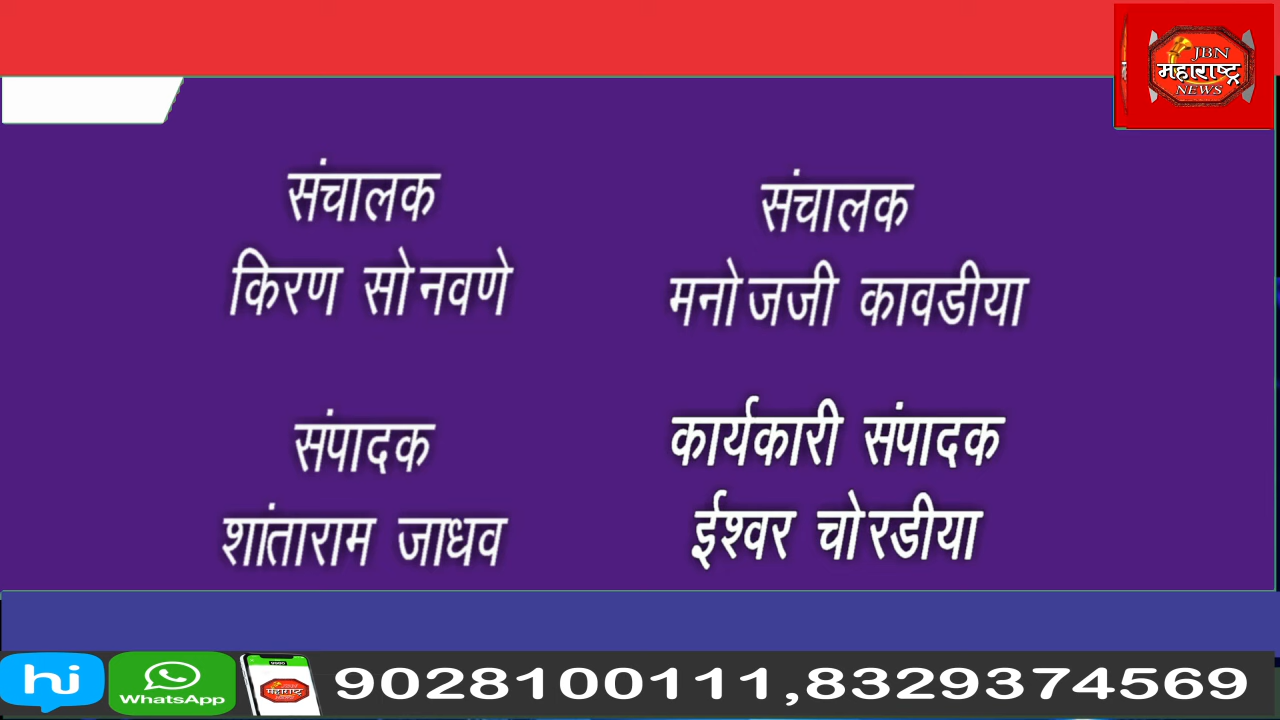 JBN
महाराष्ट्र
NEWS
संचालक
किरण सोनवणे
संचालक
मनोजजी कावडीया
संपादक
शांताराम जाधव
कार्यकारी संपादक
ईश्वर चोरडीया
hi
WhatsApp
महाराष्ट्र
9028100111,8329374569